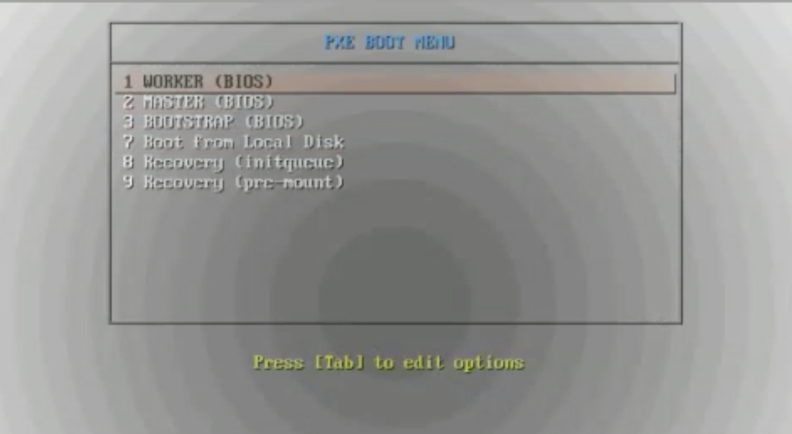 PXE BOOT MENU
1 WORKER (BIOS)
2 MASTER (BIOS)
3 BOOTSTRAP (BIOS)
7 Boot from Local Disk
8 Recovery (initqueue)
9 Recovery (pre-mount)
Press [Tab] to edit options